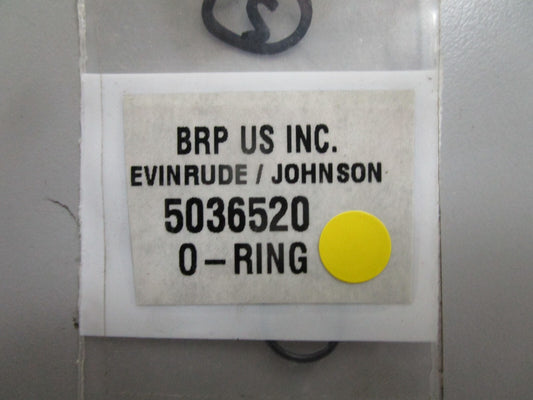 BRP US INC.
EVINRUDE / JOHNSON
5036520
O-RING